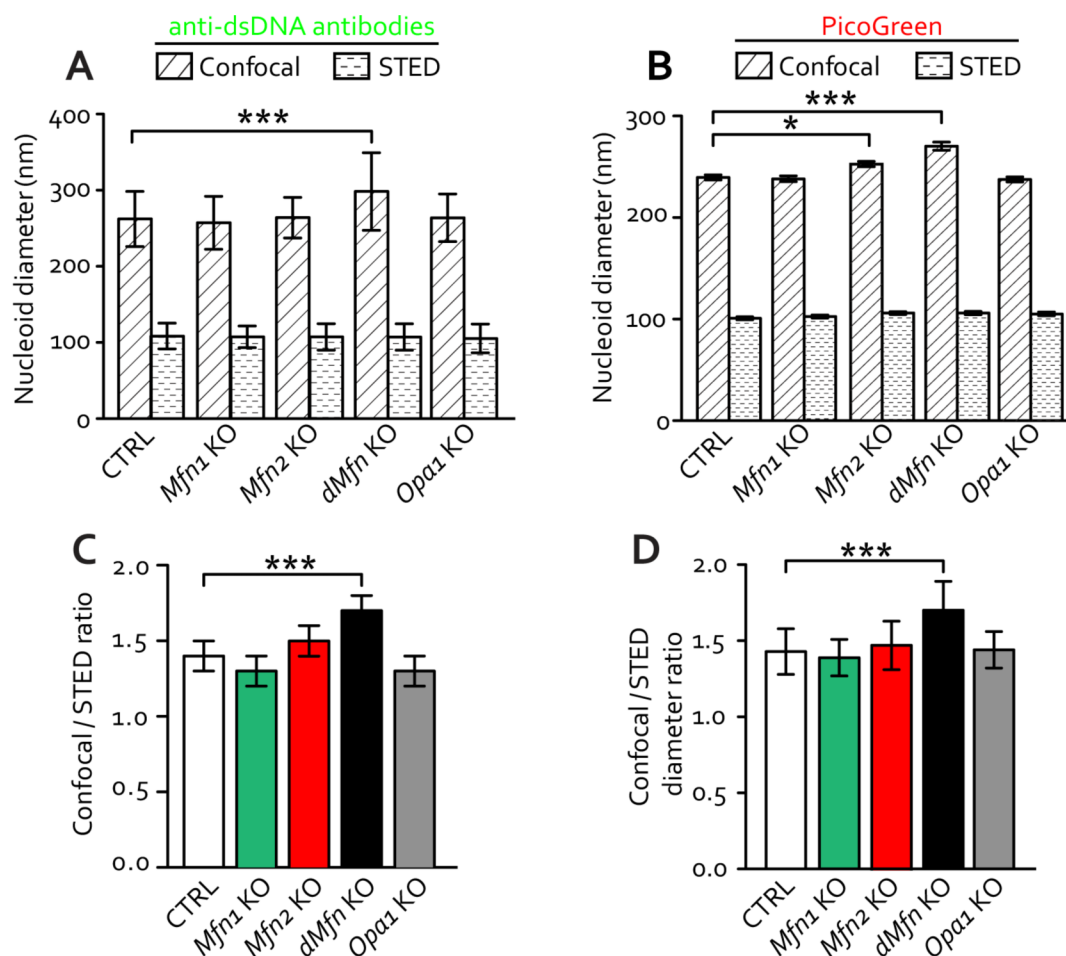 anti-dsDNA antibodies
A
Confocal
STED
Nucleoid diameter (nm)
400
300
200
100
0
***
CTRL
Mfn1 KO
Mfn2 KO
dMfn KO
Opa1 KO
PicoGreen
B
Confocal
STED
Nucleoid diameter (nm)
300
200
100
0
***
*
CTRL
Mfn1 KO
Mfn2 KO
dMfn KO
Opa1 KO
C
Confocal / STED ratio
2.0
1.5
1.0
0.5
0.0
***
CTRL
Mfn1 KO
Mfn2 KO
dMfn KO
Opa1 KO
D
Confocal / STED
diameter ratio
2.0
1.5
1.0
0.5
0.0
***
CTRL
Mfn1 KO
Mfn2 KO
dMfn KO
Opa1 KO